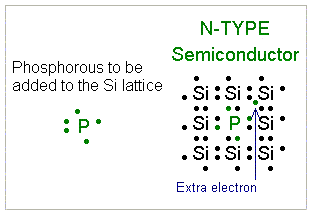 N-TYPE
Semiconductor
Phosphorous to be
added to the Si lattice
P
Si Si Si
Si P Si
Si Si Si
Extra electron